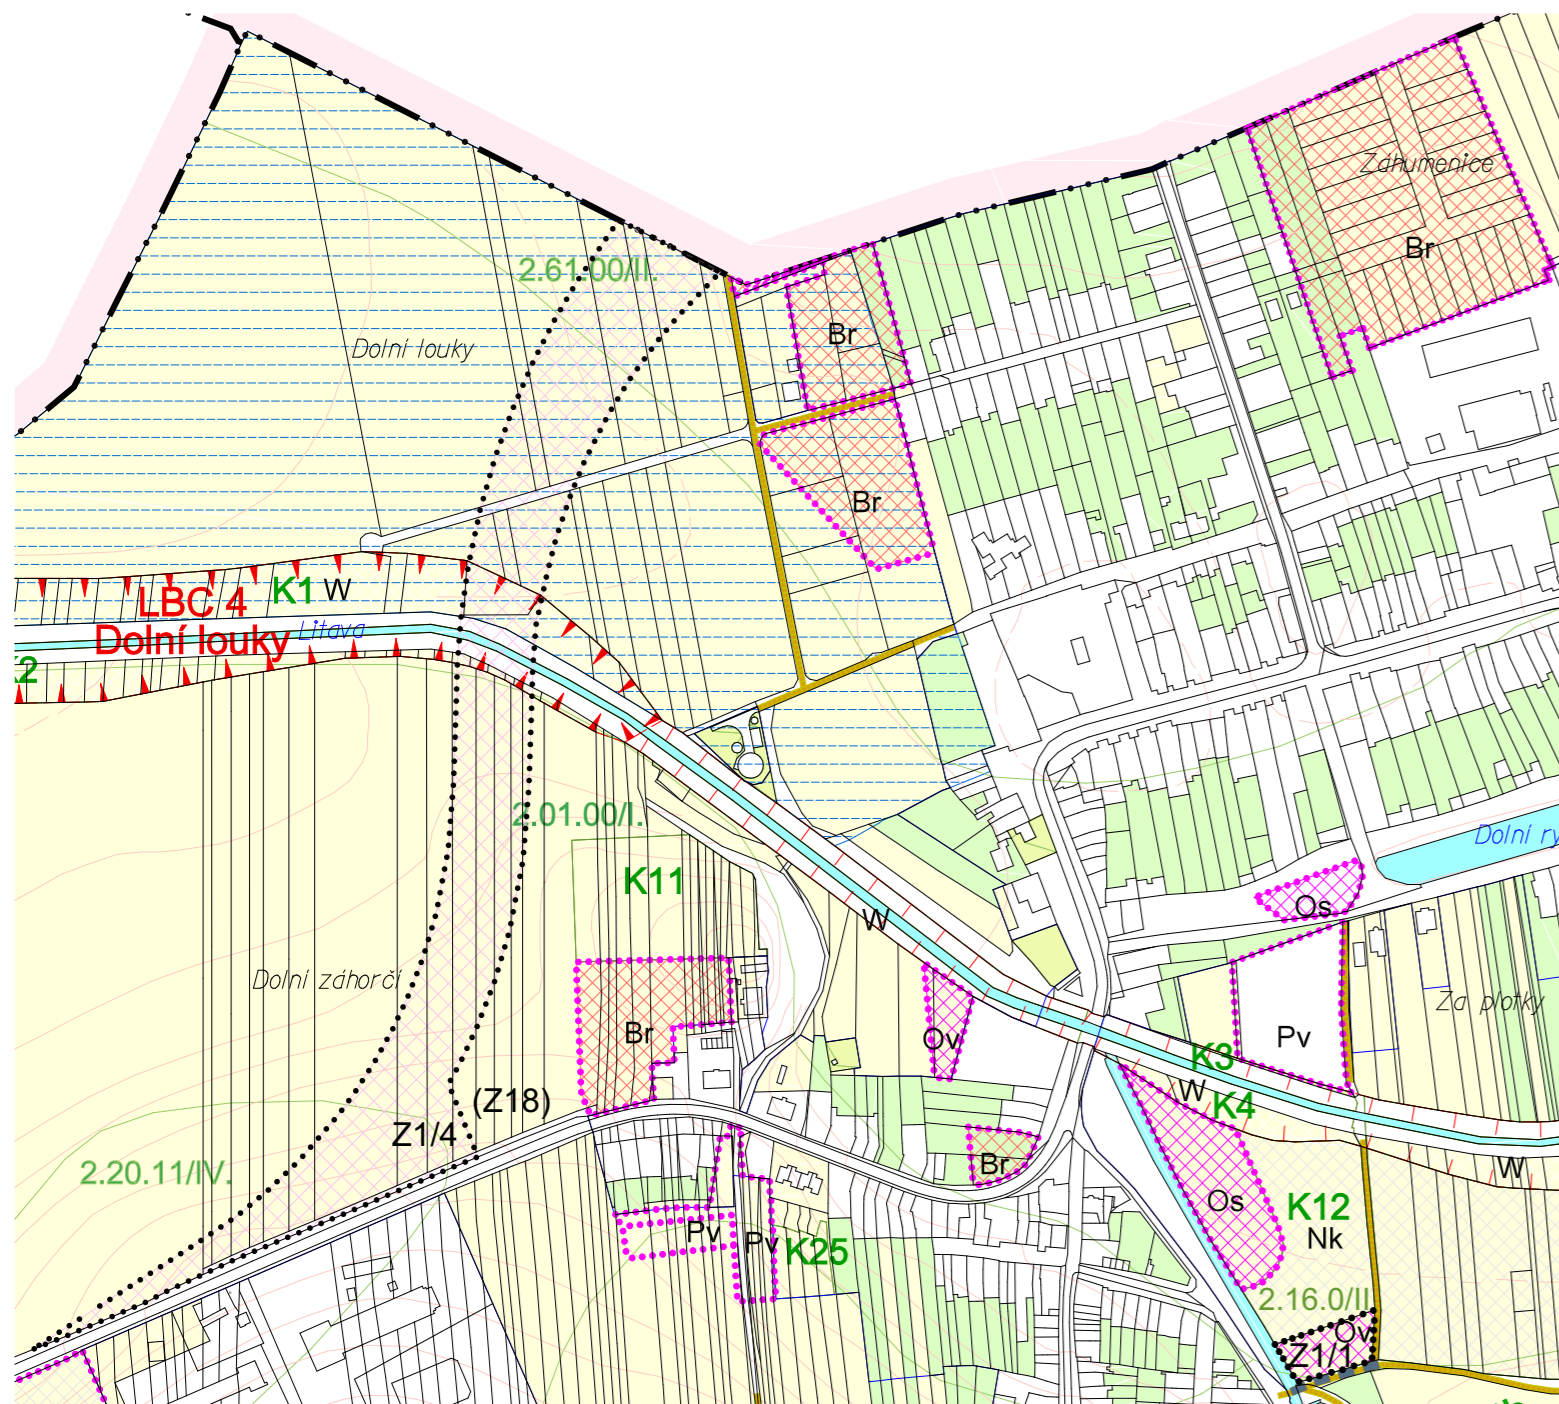 Záhumenice
Br
2.61.00/II.
Br
Dolní louky
Br
K1 W
LBC 4
Litava
Dolní louky
K2
2.01.00/I.
Dolní ry
K11
Os
W
Dolní záhorčí
Za plotky
Br
Ov
Pv
K3
W
K4
(Z18)
Z1/4
Br
W
2.20.11/IV.
Os
K12
Pv
Pv
K25
Nk
2.16.0/II
Ov
Z1/1